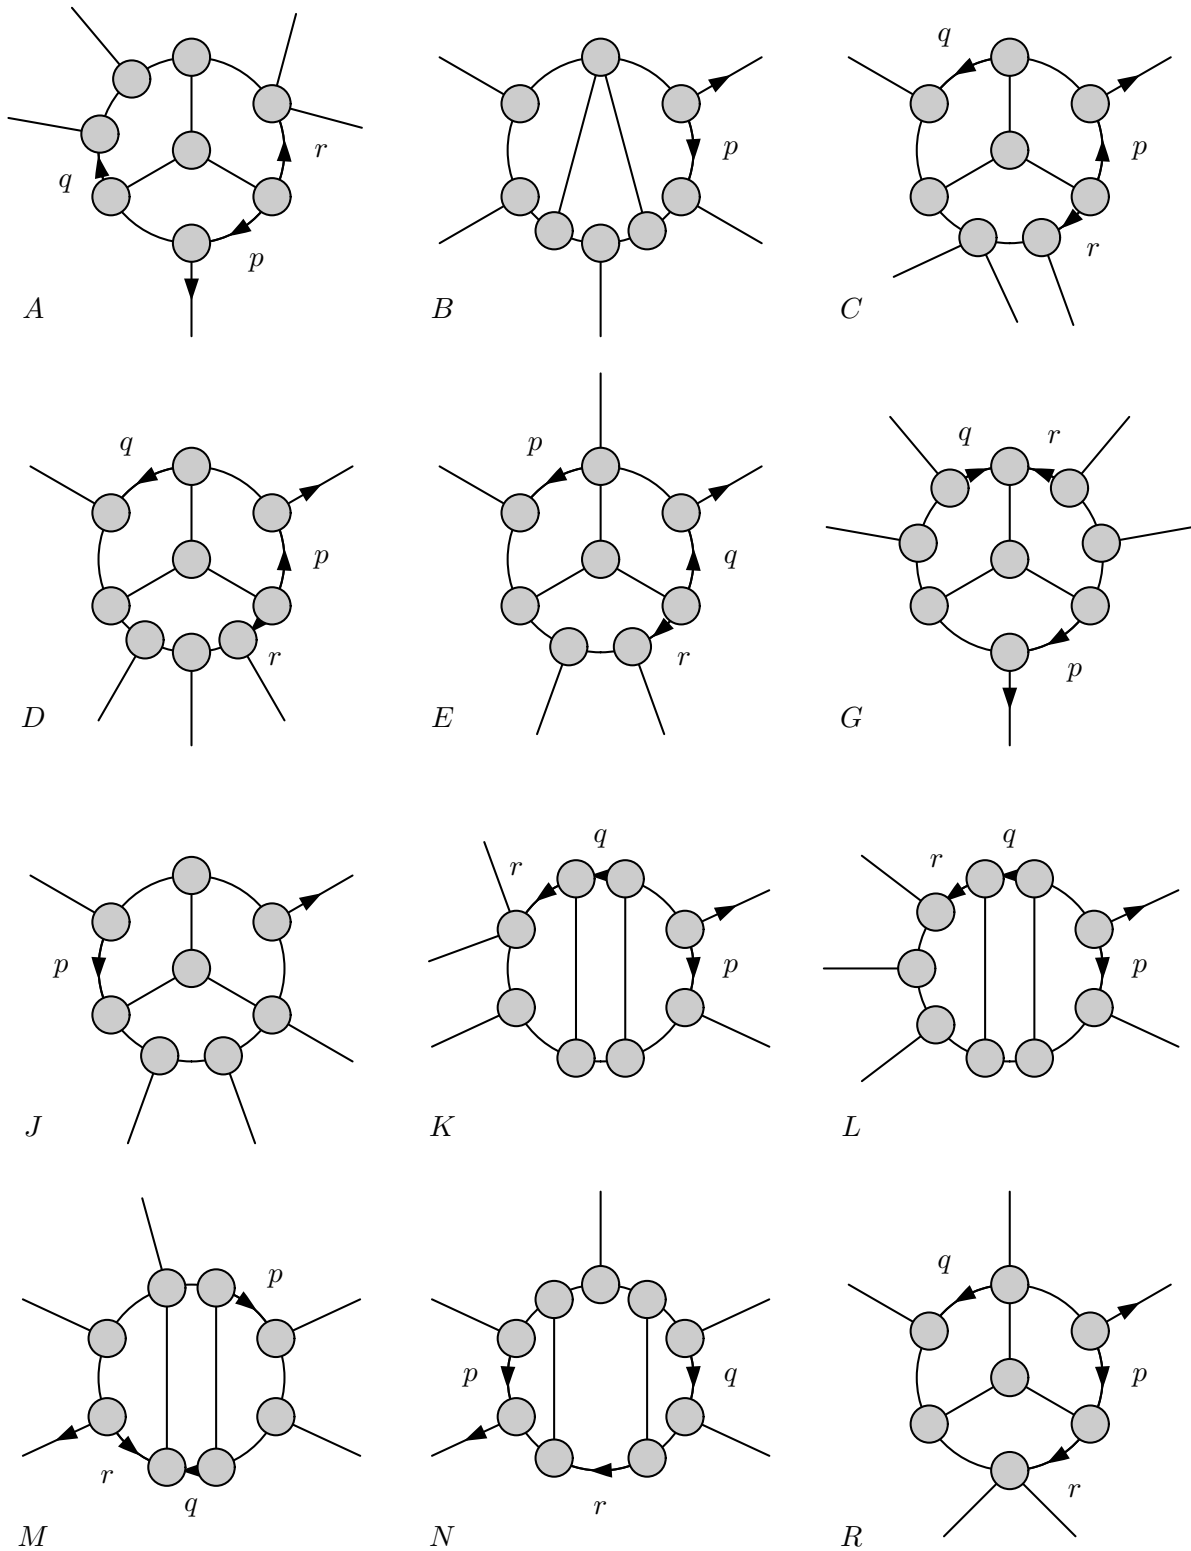 q r p A
p B
q p r C
q p r D
p q r E
q r p G
p J
q r p K
q r p L
p r q M
p q r N
q p r R